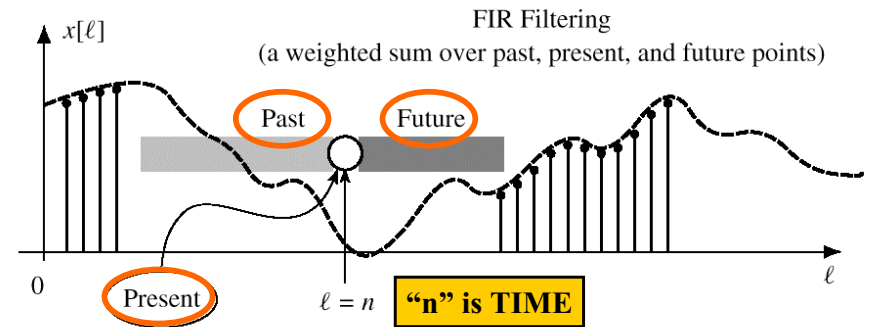 FIR Filtering
(a weighted sum over past, present, and future points)
x[ℓ]
Past
Future
0
Present
ℓ = n
“n” is TIME
ℓ